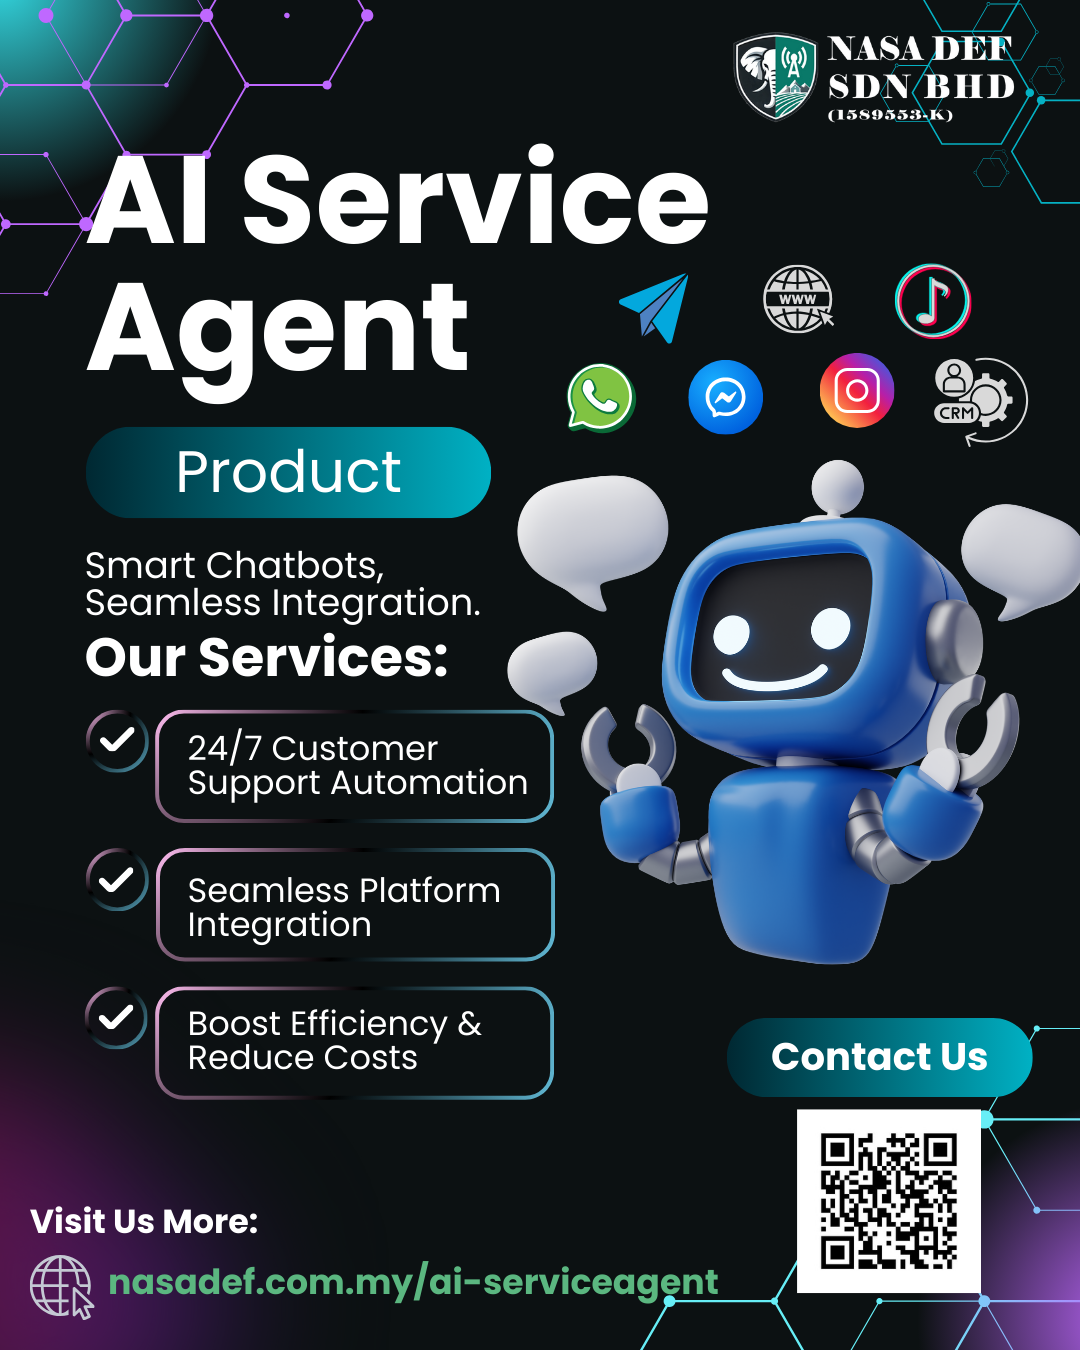 NASA DEF
SDN BHD
(1589553-K)
AI Service
Agent
WWW
CRM
Product
Smart Chatbots,
Seamless Integration.
Our Services:
24/7 Customer
Support Automation
Seamless Platform
Integration
Boost Efficiency &
Reduce Costs
Contact Us
Visit Us More:
nasadef.com.my/ai-serviceagent